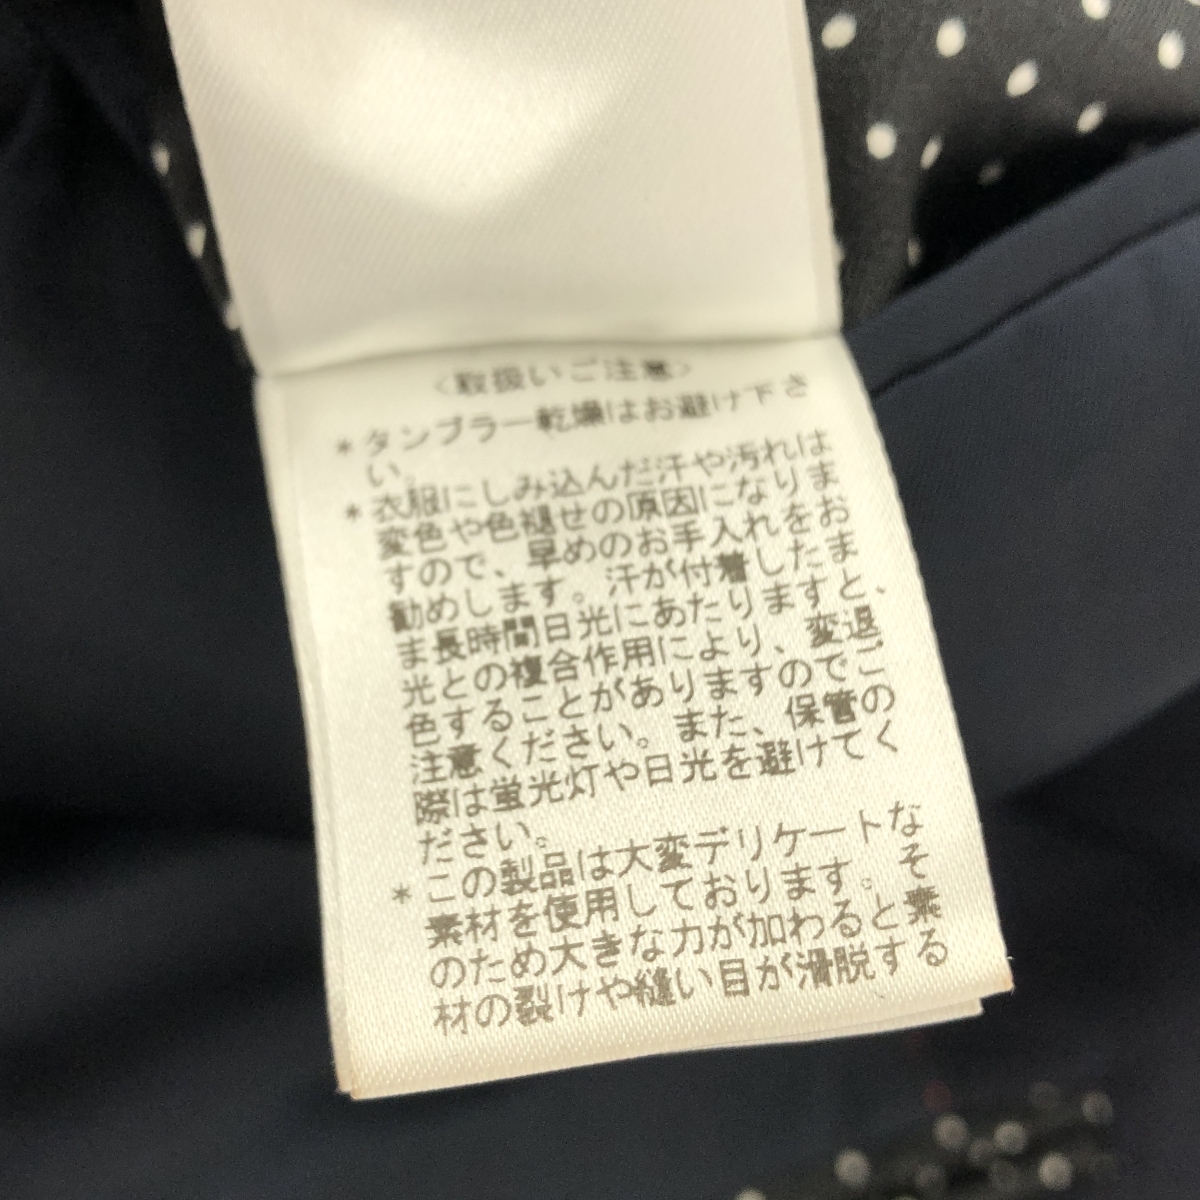 〈取扱いご注意〉
*タンブラー乾燥はお避け下さ
い。
*衣服にしみ込んだ汗や汚れは
変色や色褪せの原因になりま
すので、早めのお手入れをお
勧めします。汗が付着したま
ま長時間日光にあたりますと、
光との複合作用により、変退
色することがありますのでご
注意ください。また、保管の
際は蛍光灯や日光を避けてく
ださい。
*この製品は大変デリケートな
素材を使用しております。そ
のため大きな力が加わると素
材の裂けや縫い目が滑脱する